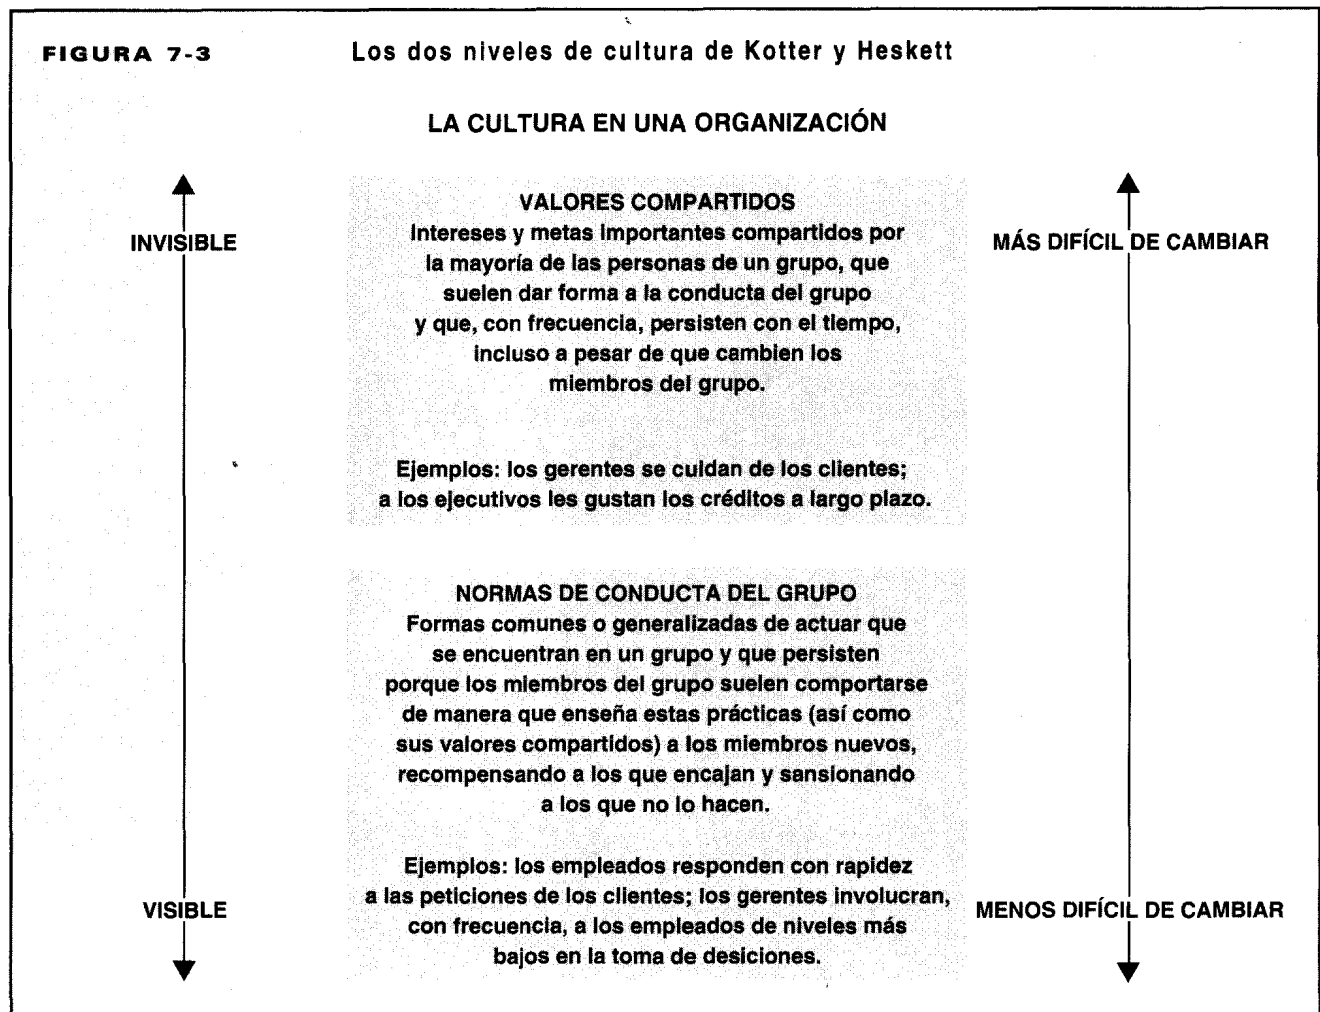 FIGURA 7-3 Los dos niveles de cultura de Kotter y Heskett
LA CULTURA EN UNA ORGANIZACIÓN
INVISIBLE
VALORES COMPARTIDOS
Intereses y metas importantes compartidos por
la mayoría de las personas de un grupo, que
suelen dar forma a la conducta del grupo
y que, con frecuencia, persisten con el tiempo,
incluso a pesar de que cambien los
miembros del grupo.
Ejemplos: los gerentes se cuidan de los clientes;
a los ejecutivos les gustan los créditos a largo plazo.
MÁS DIFÍCIL DE CAMBIAR
NORMAS DE CONDUCTA DEL GRUPO
Formas comunes o generalizadas de actuar que
se encuentran en un grupo y que persisten
porque los miembros del grupo suelen comportarse
de manera que enseña estas prácticas (así como
sus valores compartidos) a los miembros nuevos,
recompensando a los que encajan y sansionando
a los que no lo hacen.
Ejemplos: los empleados responden con rapidez
a las peticiones de los clientes; los gerentes involucran,
con frecuencia, a los empleados de niveles más
bajos en la toma de desiciones.
VISIBLE
MENOS DIFÍCIL DE CAMBIAR